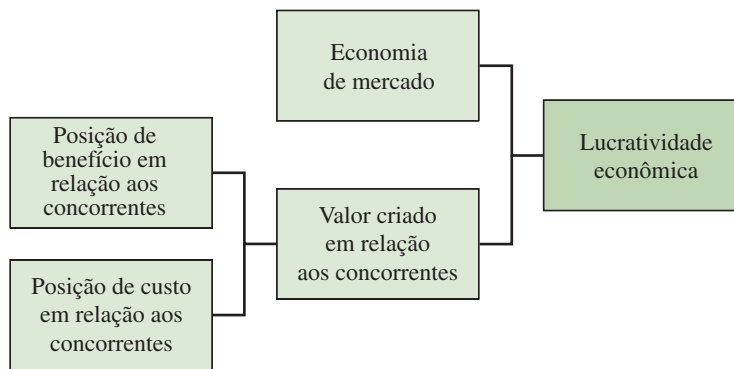 Economia
de mercado
Posição de
benefício em
relação aos
concorrentes
Lucratividade
econômica
Valor criado
em relação
aos concorrentes
Posição de custo
em relação aos
concorrentes